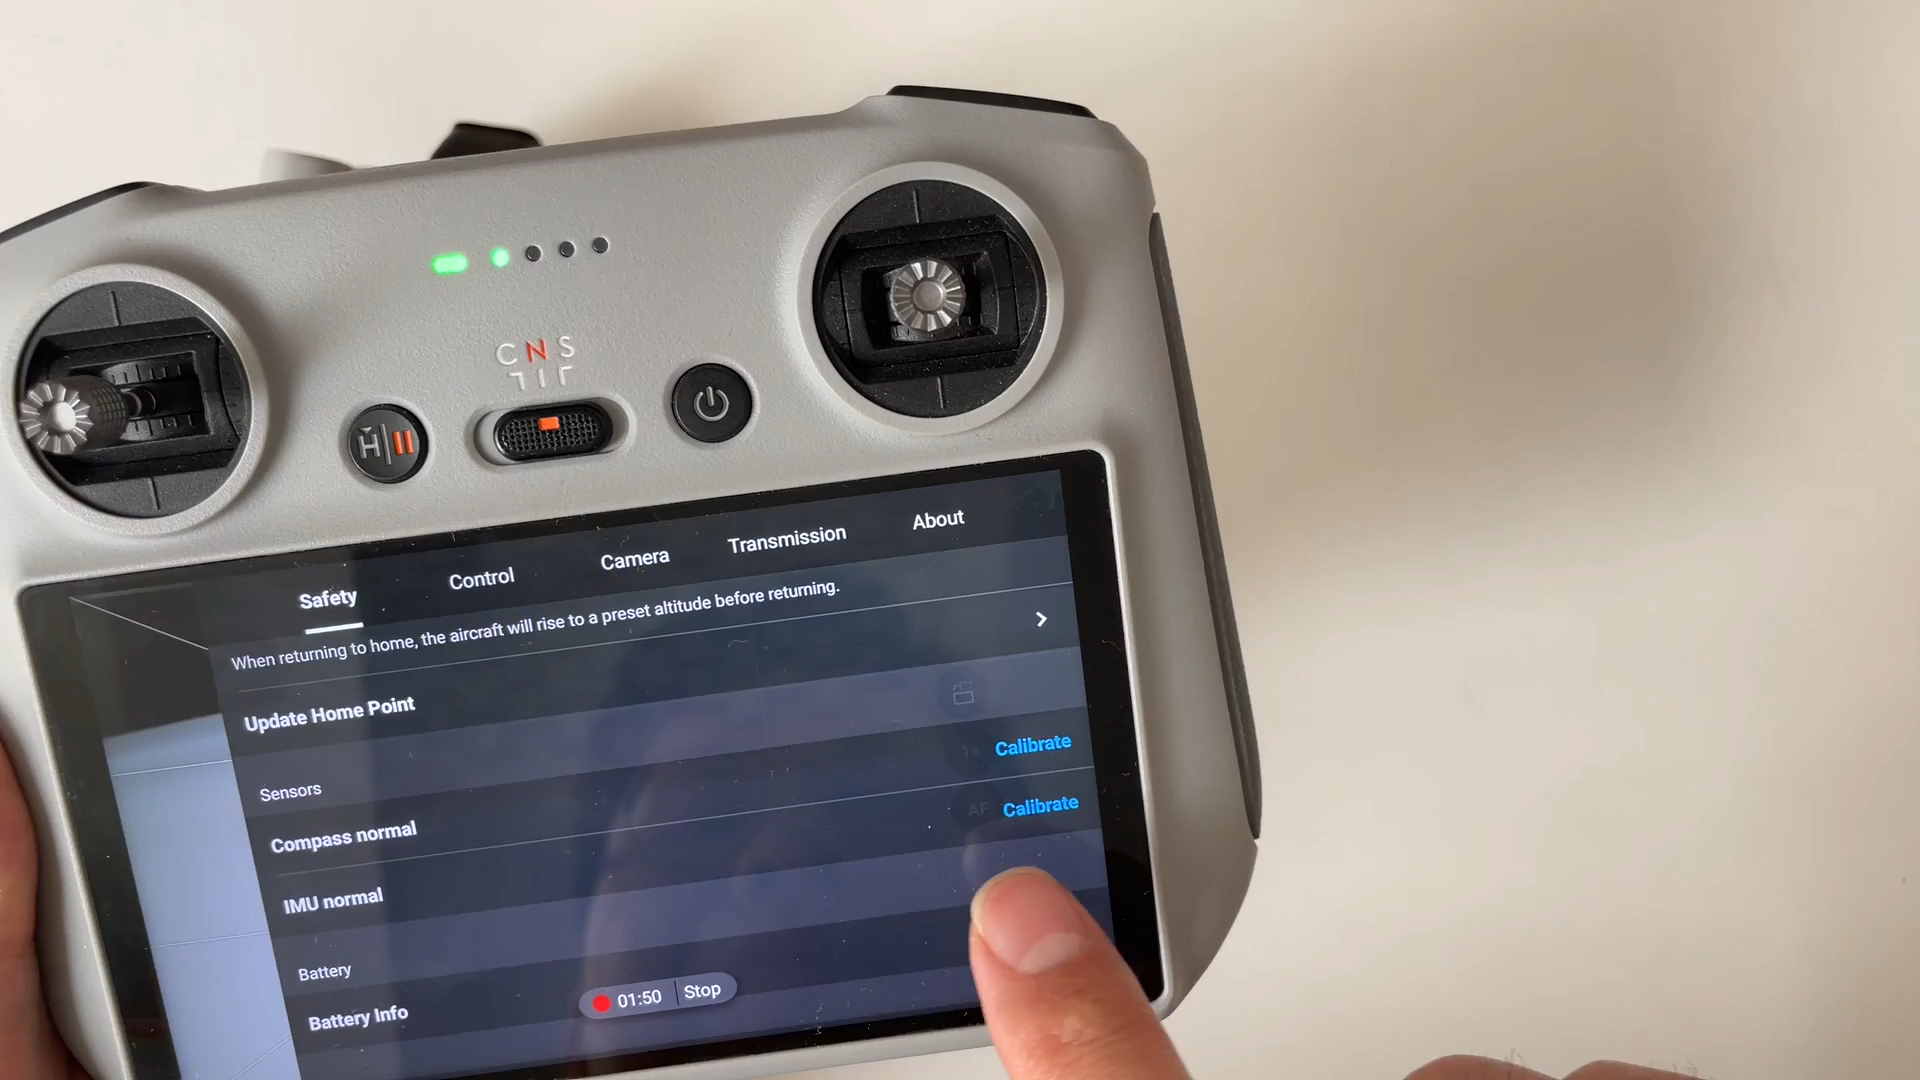 C N S
H
Safety Control Camera Transmission About
When returning to home, the aircraft will rise to a preset altitude before returning.
Update Home Point
Sensors
Compass normal Calibrate
IMU normal Calibrate
AF
Battery
Battery Info
01:50 Stop